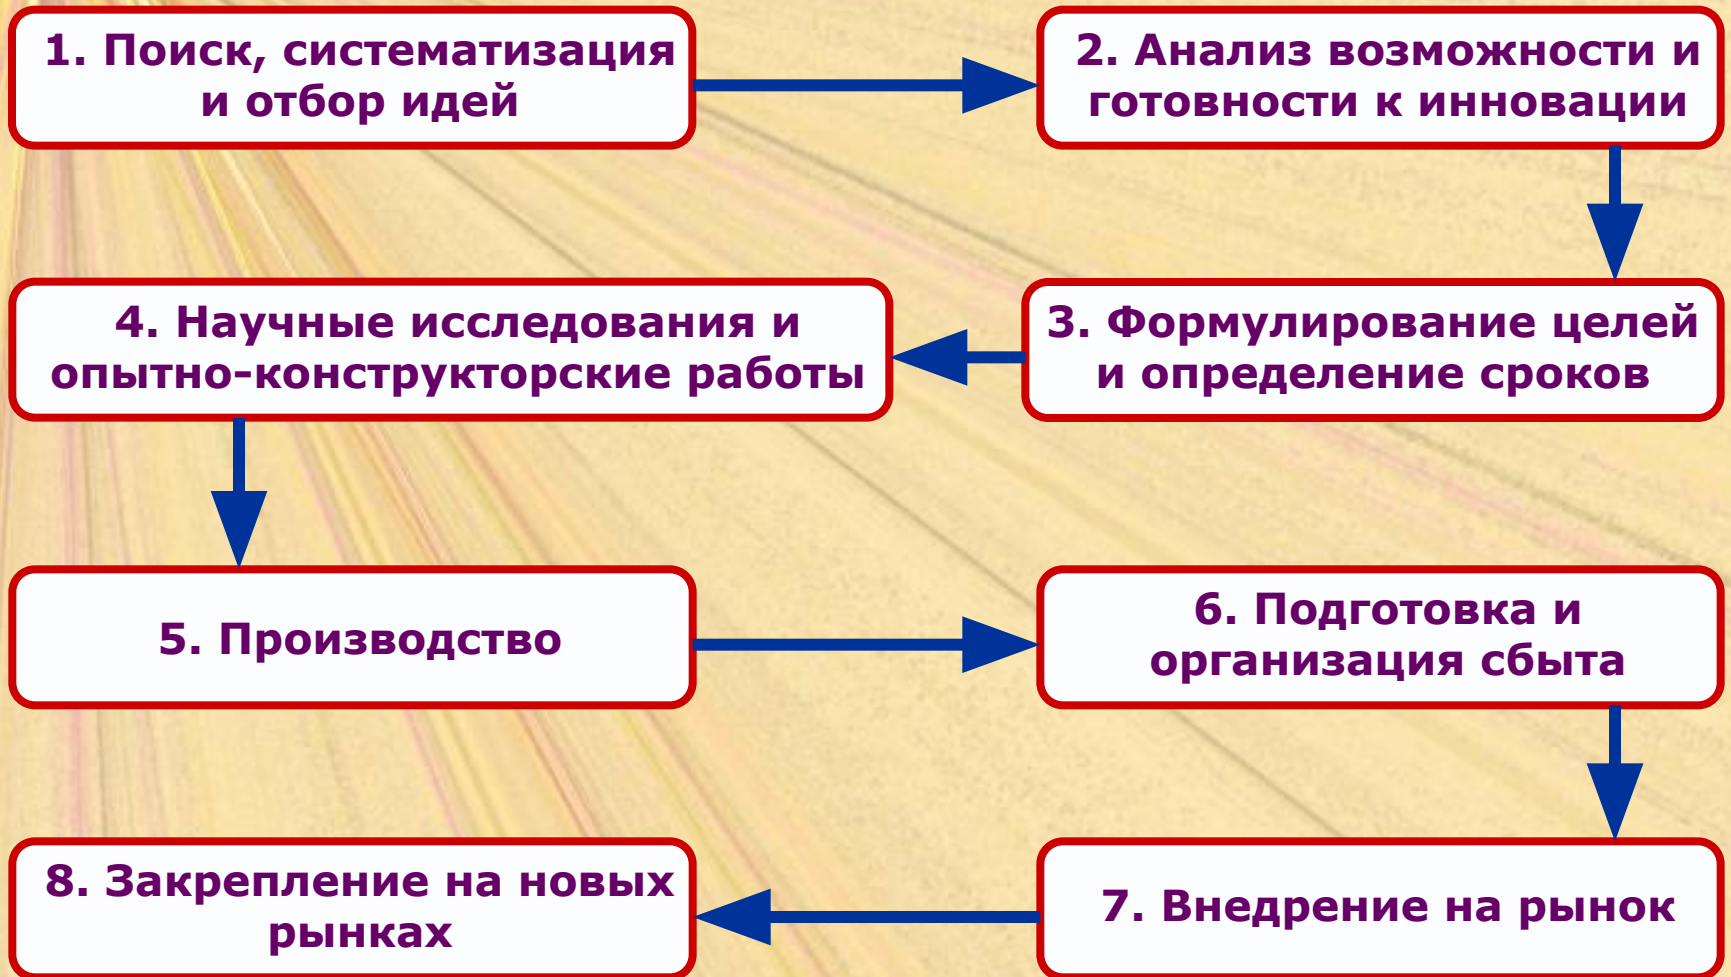 1. Поиск, систематизация
и отбор идей
2. Анализ возможности и
готовности к инновации
3. Формулирование целей
и определение сроков
4. Научные исследования и
опытно-конструкторские работы
5. Производство
6. Подготовка и
организация сбыта
7. Внедрение на рынок
8. Закрепление на новых
рынках